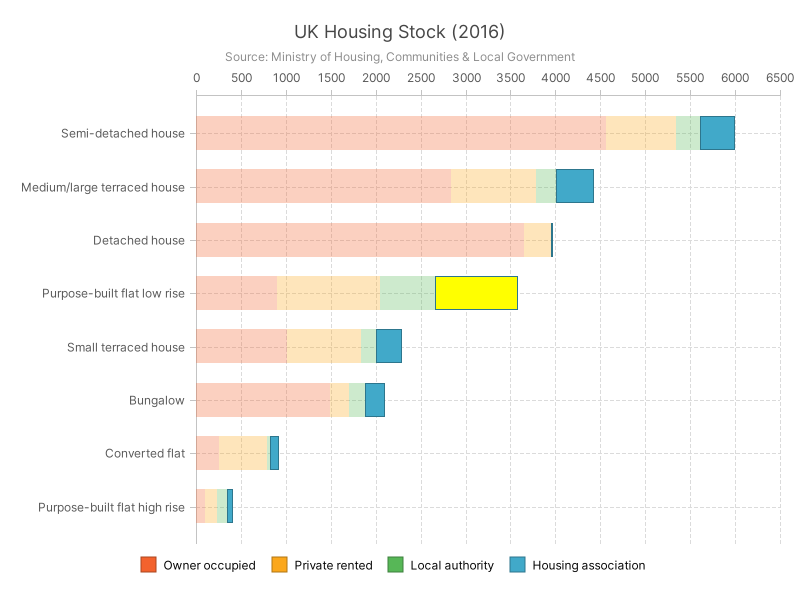 UK Housing Stock (2016)
Source: Ministry of Housing, Communities & Local Government
0 500 1000 1500 2000 2500 3000 3500 4000 4500 5000 5500 6000 6500
Semi-detached house
Medium/large terraced house
Detached house
Purpose-built flat low rise
Small terraced house
Bungalow
Converted flat
Purpose-built flat high rise
Owner occupied Private rented Local authority Housing association